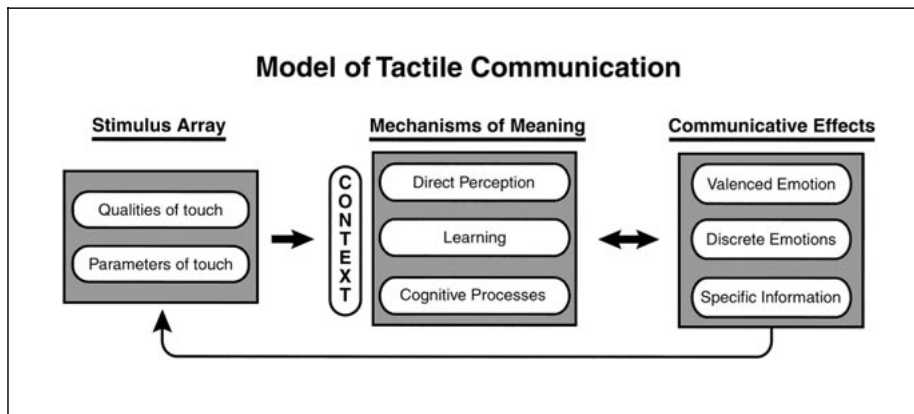 Model of Tactile Communication
Stimulus Array
Qualities of touch
Parameters of touch
CONTEXT
Mechanisms of Meaning
Direct Perception
Learning
Cognitive Processes
Communicative Effects
Valenced Emotion
Discrete Emotions
Specific Information